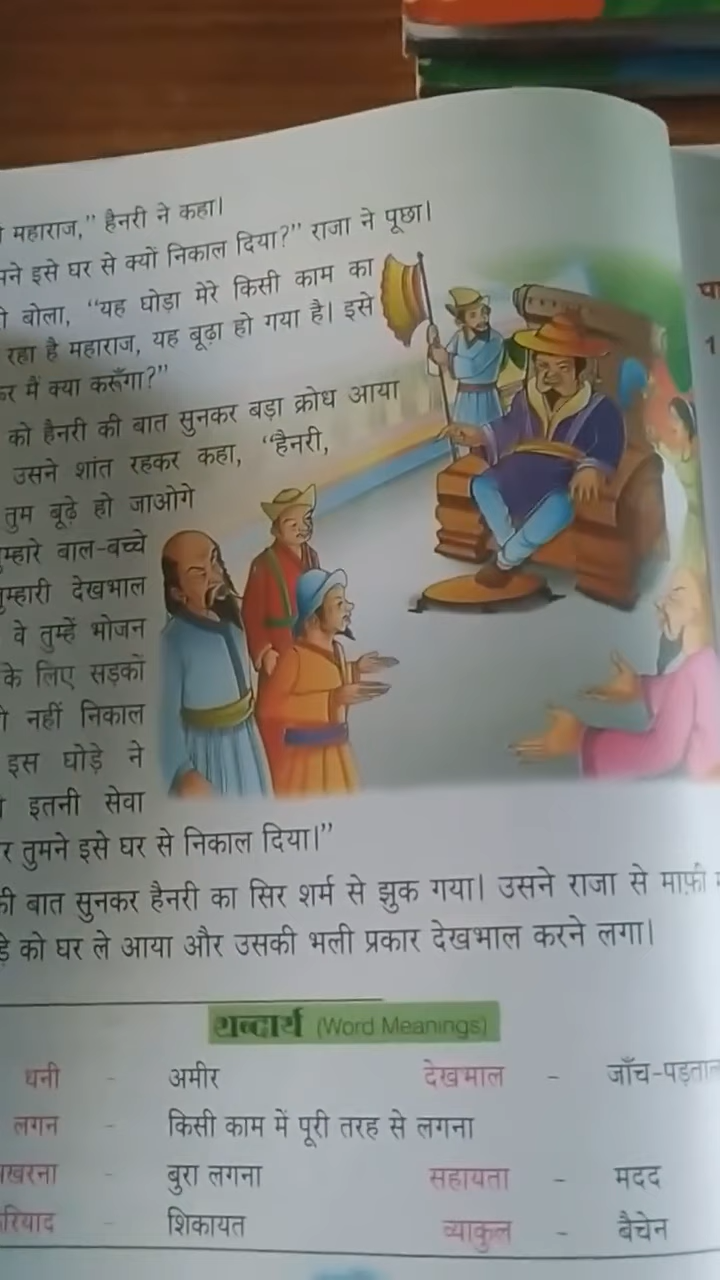 महाराज,” हैनरी ने कहा।
इसे घर से क्यों निकाल दिया?” राजा ने पूछा।
बोला, “यह घोड़ा मेरे किसी काम का
रहा है महाराज, यह बूढ़ा हो गया है। इसे
मैं क्या करूँगा?”
को हैनरी की बात सुनकर बड़ा क्रोध आया
उसने शांत रहकर कहा, “हैनरी,
तुम बूढ़े हो जाओगे
बाल-बच्चे
देखभाल
वे तुम्हें भोजन
के लिए सड़कों
नहीं निकाल
इस घोड़े ने
इतनी सेवा
तुमने इसे घर से निकाल दिया।”
बात सुनकर हैनरी का सिर शर्म से झुक गया। उसने राजा से माफ़ी
को घर ले आया और उसकी भली प्रकार देखभाल करने लगा।
शब्दार्थ (Word Meanings)
धनी - अमीर देखभाल - जाँच-पड़ताल
लगन - किसी काम में पूरी तरह से लगना
बुरा लगना सहायता - मदद
शिकायत व्याकुल - बैचेन
1